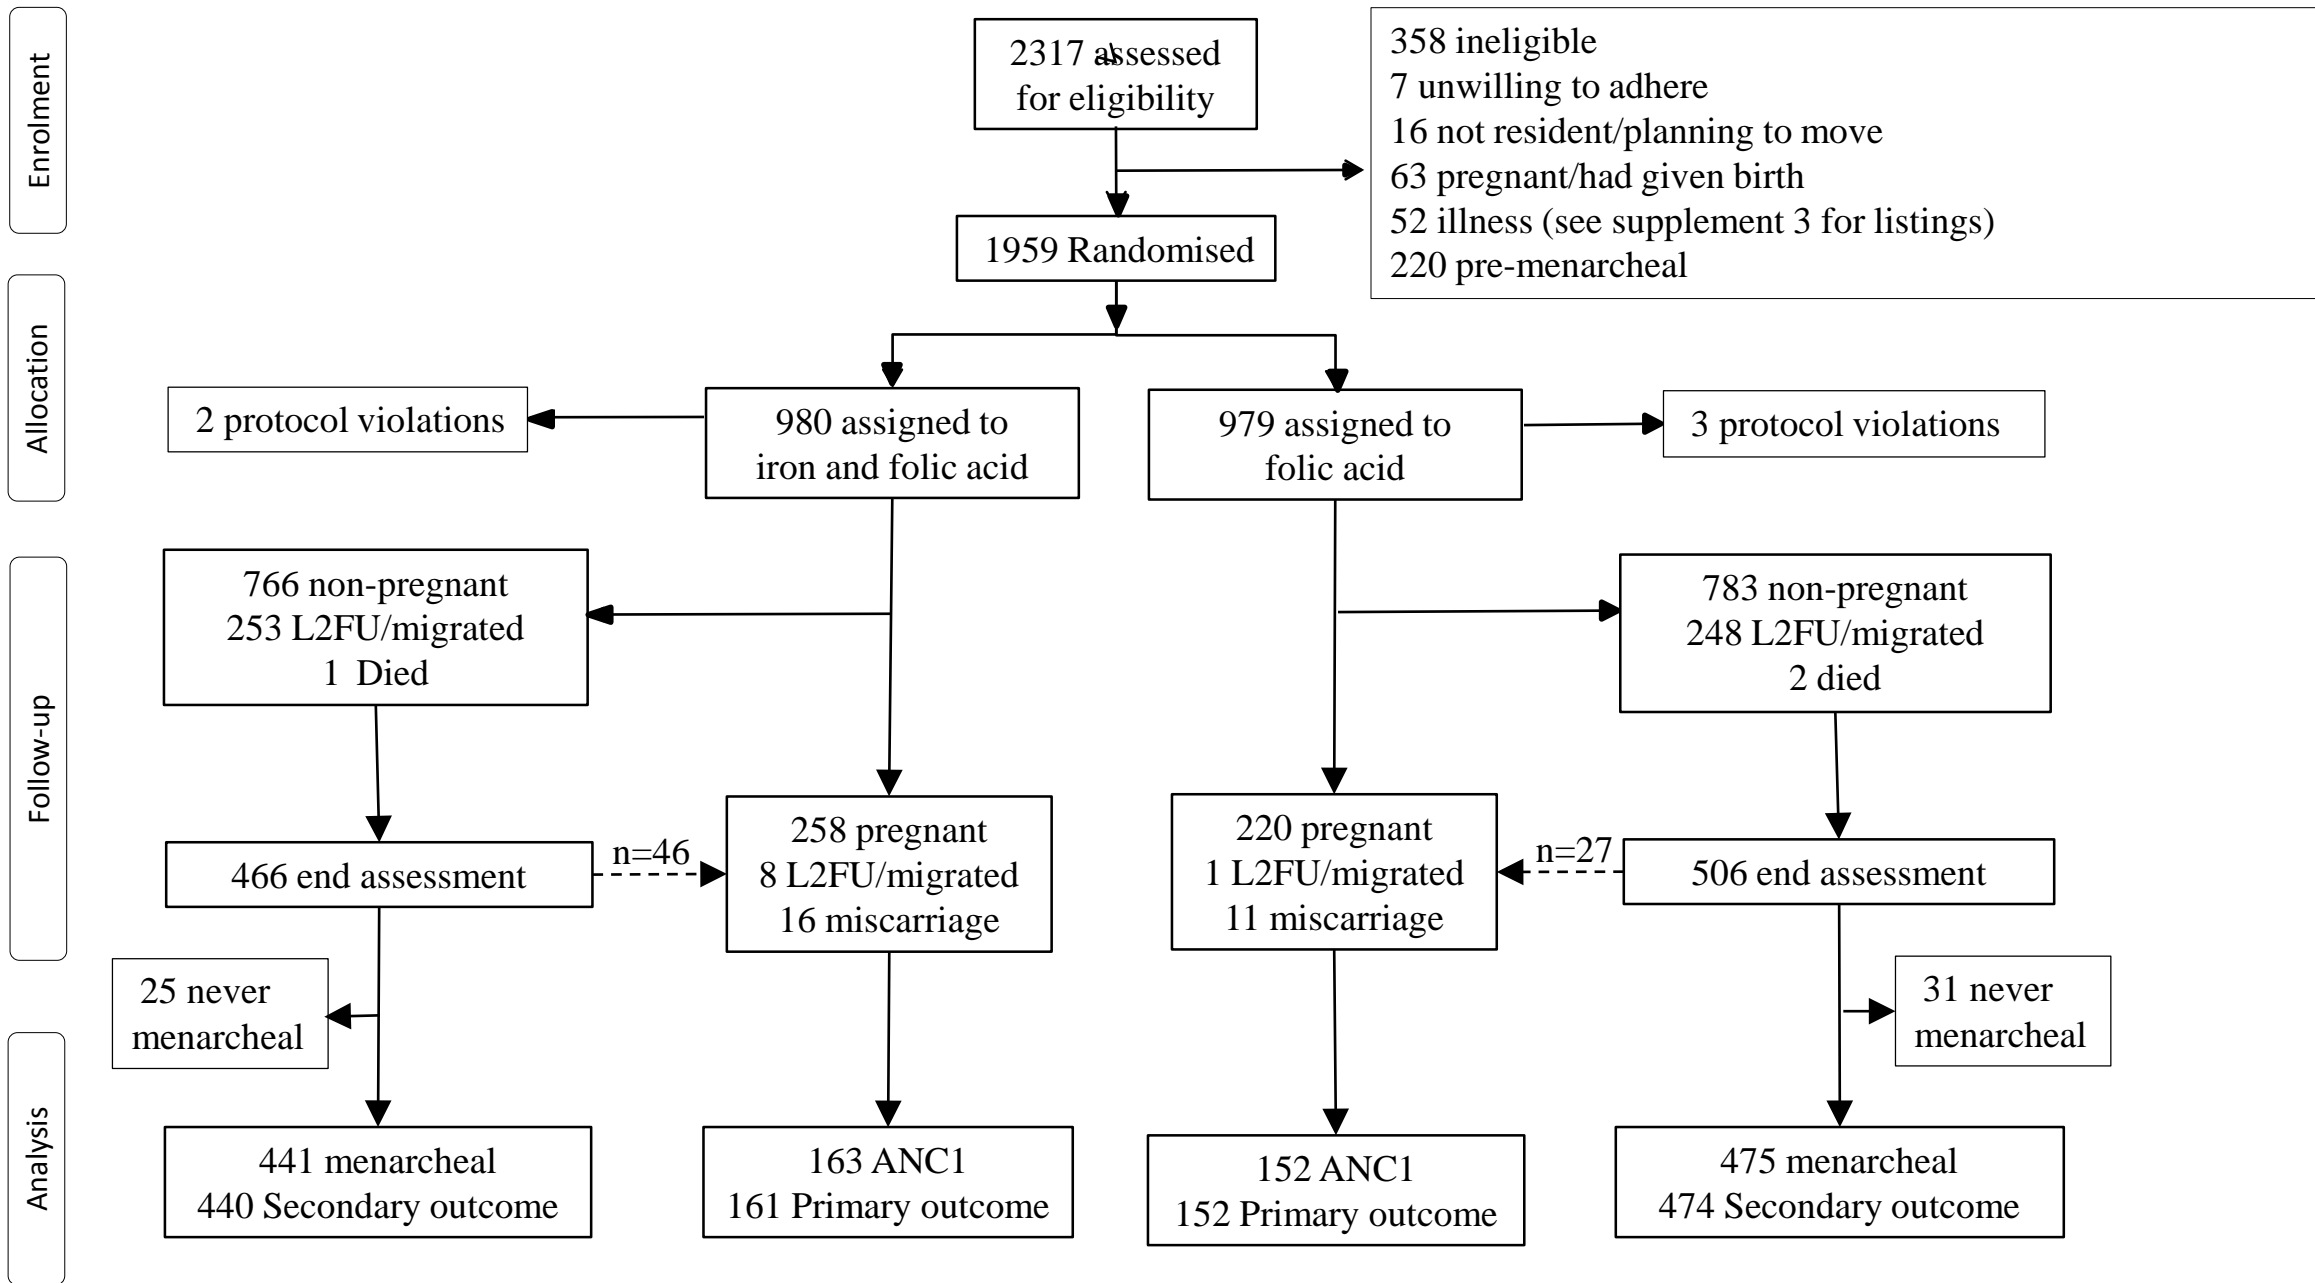 Enrolment
2317 assessed
for eligibility
358 ineligible
7 unwilling to adhere
16 not resident/planning to move
63 pregnant/had given birth
52 illness (see supplement 3 for listings)
220 pre-menarcheal
1959 Randomised
Allocation
2 protocol violations
980 assigned to
iron and folic acid
979 assigned to
folic acid
3 protocol violations
Follow-up
766 non-pregnant
253 L2FU/migrated
1 Died
783 non-pregnant
248 L2FU/migrated
2 died
466 end assessment
n=46
258 pregnant
8 L2FU/migrated
16 miscarriage
220 pregnant
1 L2FU/migrated
11 miscarriage
n=27
506 end assessment
25 never
menarcheal
31 never
menarcheal
Analysis
441 menarcheal
440 Secondary outcome
163 ANC1
161 Primary outcome
152 ANC1
152 Primary outcome
475 menarcheal
474 Secondary outcome